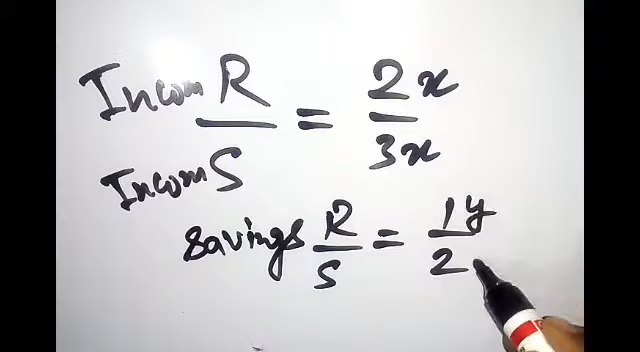 Incom R = 2x
Incom S 3x
Savings R = 1y
S 2